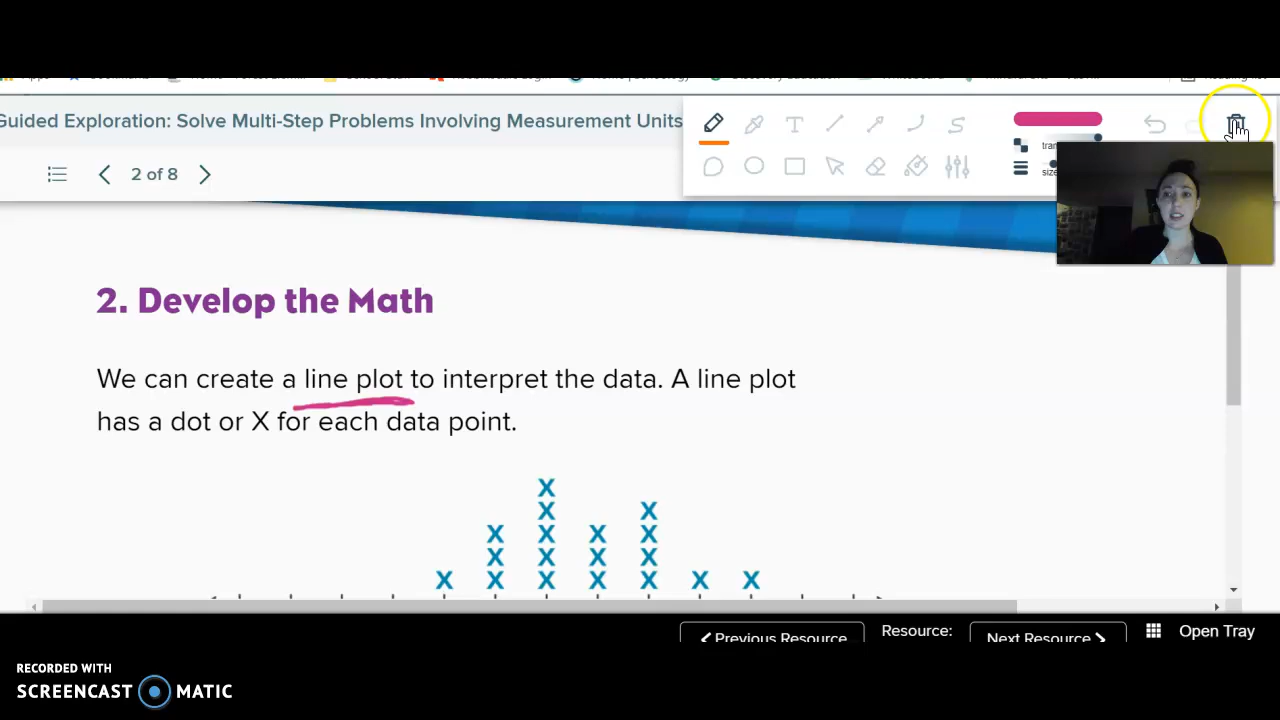 Guided Exploration: Solve Multi-Step Problems Involving Measurement Units
2 of 8
2. Develop the Math
We can create a line plot to interpret the data. A line plot
has a dot or X for each data point.
X
X X
X X X X
X X X X
X X X X X X X
Previous Resource
Resource:
Next Resource
Open Tray
RECORDED WITH
SCREENCAST MATIC